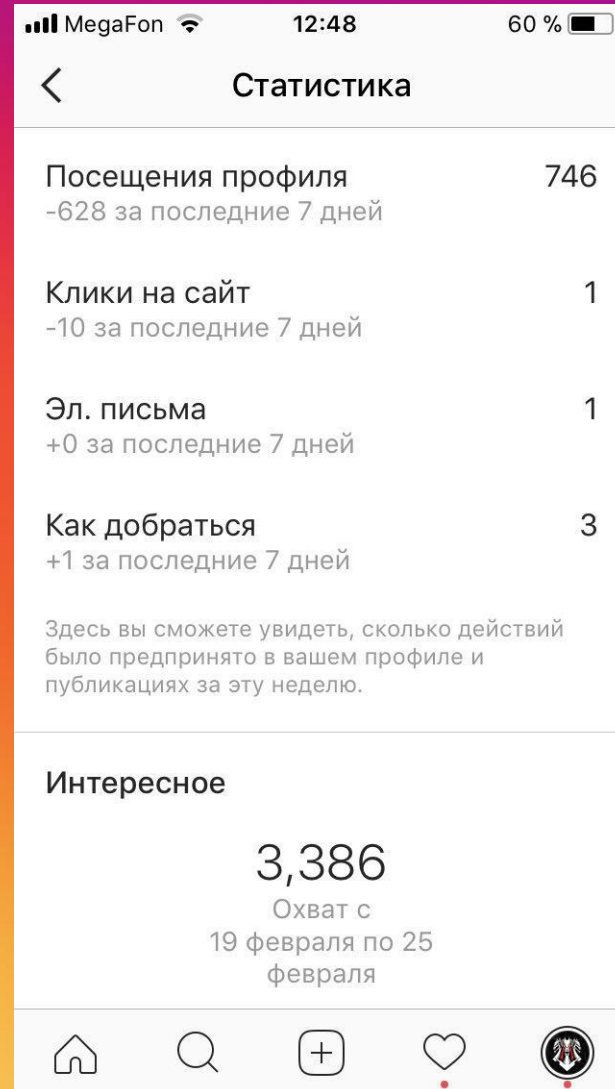 MegaFon 12:48 60 %
Статистика
Посещения профиля 746
-628 за последние 7 дней
Клики на сайт 1
-10 за последние 7 дней
Эл. письма 1
+0 за последние 7 дней
Как добраться 3
+1 за последние 7 дней
Здесь вы сможете увидеть, сколько действий
было предпринято в вашем профиле и
публикациях за эту неделю.
Интересное
3,386
Охват с
19 февраля по 25
февраля